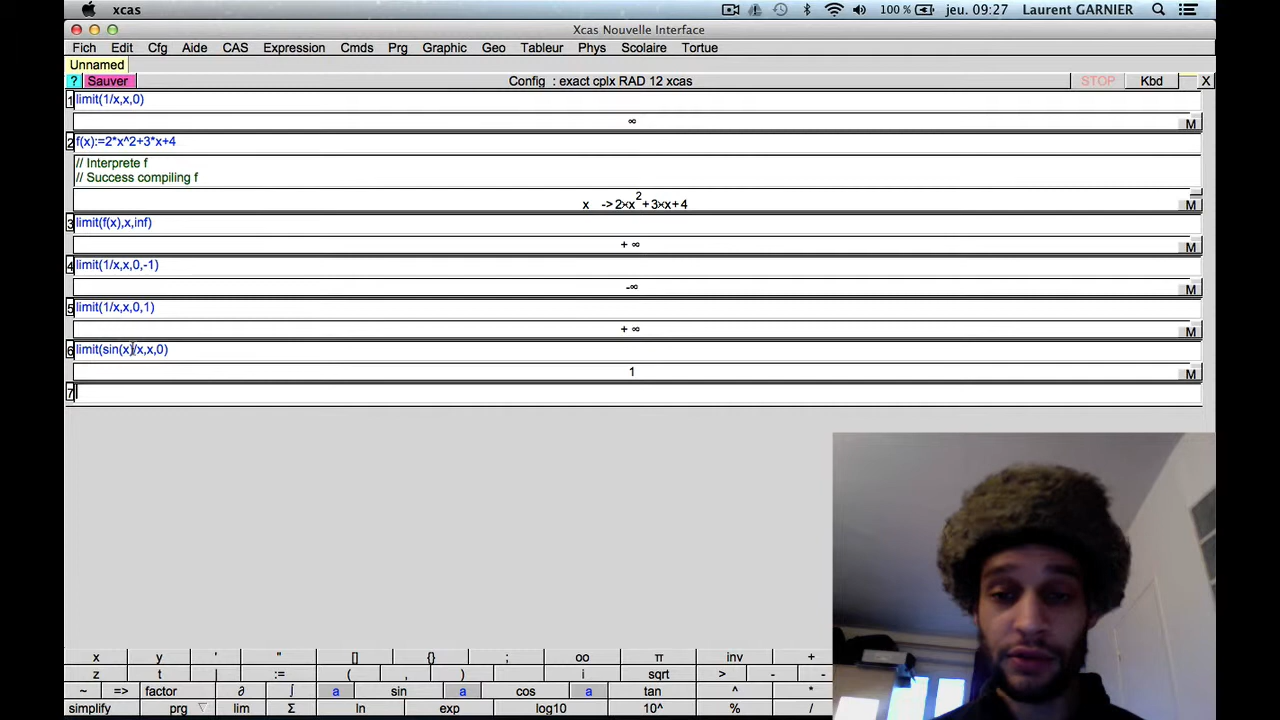 xcas 100 % jeu. 09:27 Laurent GARNIER
Xcas Nouvelle Interface
Fich Edit Cfg Aide CAS Expression Cmds Prg Graphic Geo Tableur Phys Scolaire Tortue
Unnamed
? Sauver Config : exact cplx RAD 12 xcas STOP Kbd X
1 limit(1/x,x,0)
∞ M
2 f(x):=2*x^2+3*x+4
// Interprete f
// Success compiling f
x ->2×x²+3×x+4 M
3 limit(f(x),x,inf)
+∞ M
4 limit(1/x,x,0,-1)
-∞ M
5 limit(1/x,x,0,1)
+∞ M
6 limit(sin(x)/x,x,0)
1 M
7
x y ' " [] {} ; oo π inv +
z t | := ( , ) i sqrt > - -
~ => factor ∂ ∫ a sin a cos a tan ^ *
simplify prg lim Σ ln exp log10 10^ % /